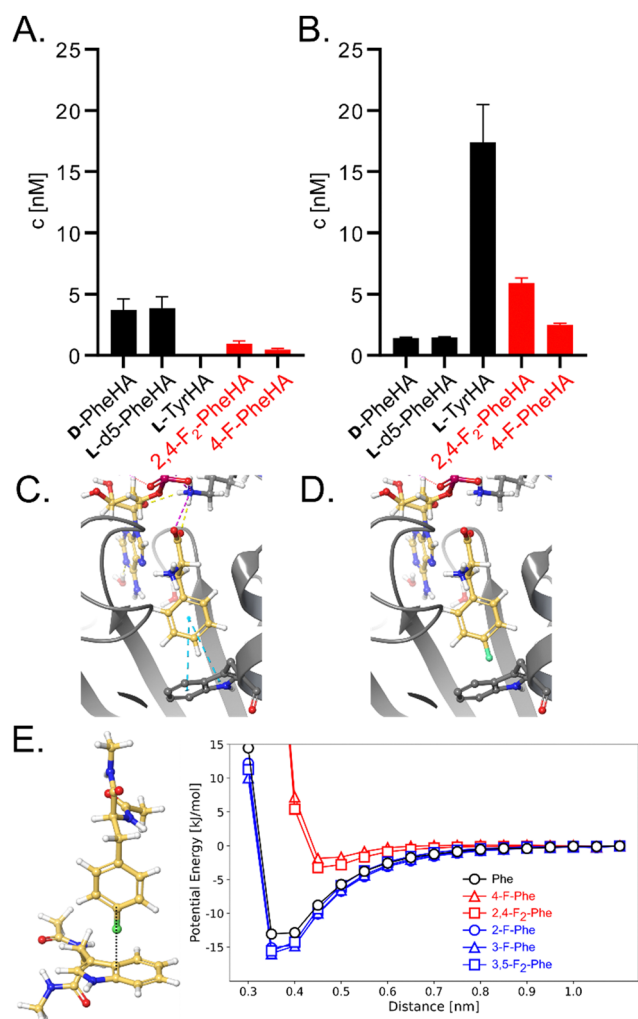 A.
B.
25
20
15
10
5
0
c [nM]
D-PheHA
L-d5-PheHA
L-TyrHA
2,4-F₂-PheHA
4-F-PheHA
25
20
15
10
5
0
c [nM]
D-PheHA
L-d5-PheHA
L-TyrHA
2,4-F₂-PheHA
4-F-PheHA
C.
D.
E.
15
10
5
0
-5
-10
-15
Potential Energy [kJ/mol]
Phe
4-F-Phe
2,4-F₂-Phe
2-F-Phe
3-F-Phe
3,5-F₂-Phe
0.3 0.4 0.5 0.6 0.7 0.8 0.9 1.0
Distance [nm]